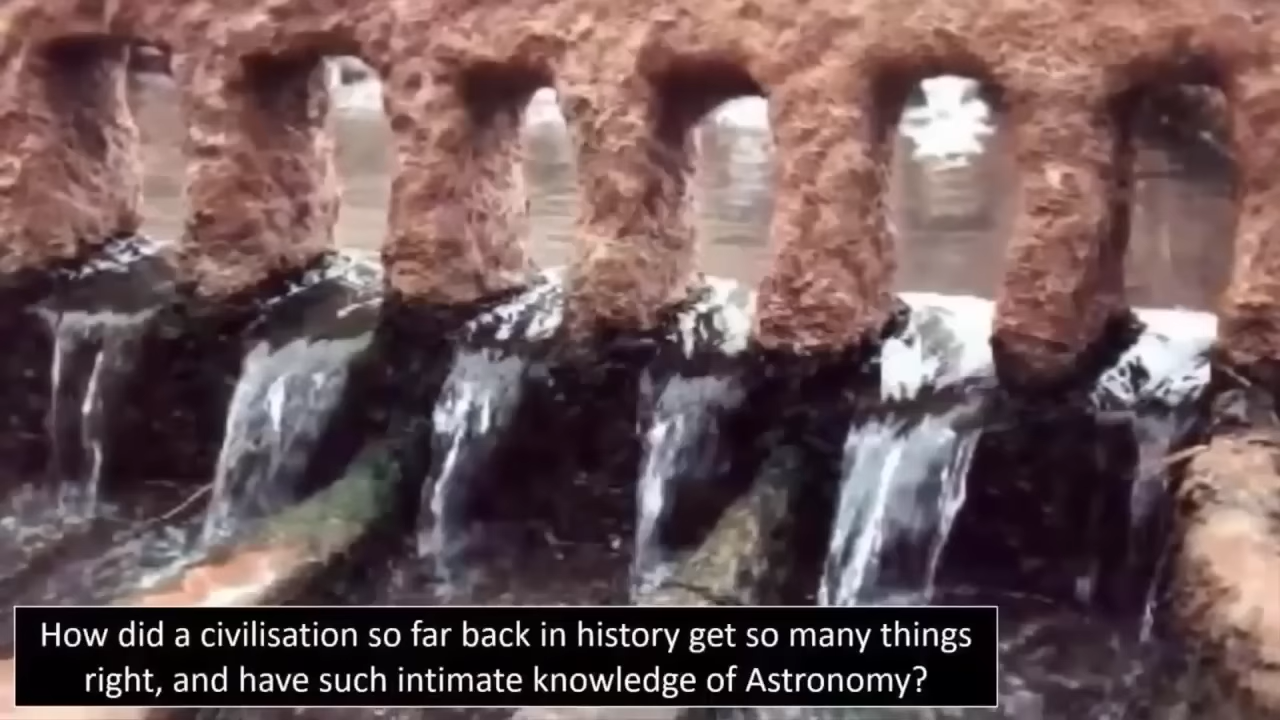 How did a civilisation so far back in history get so many things
right, and have such intimate knowledge of Astronomy?